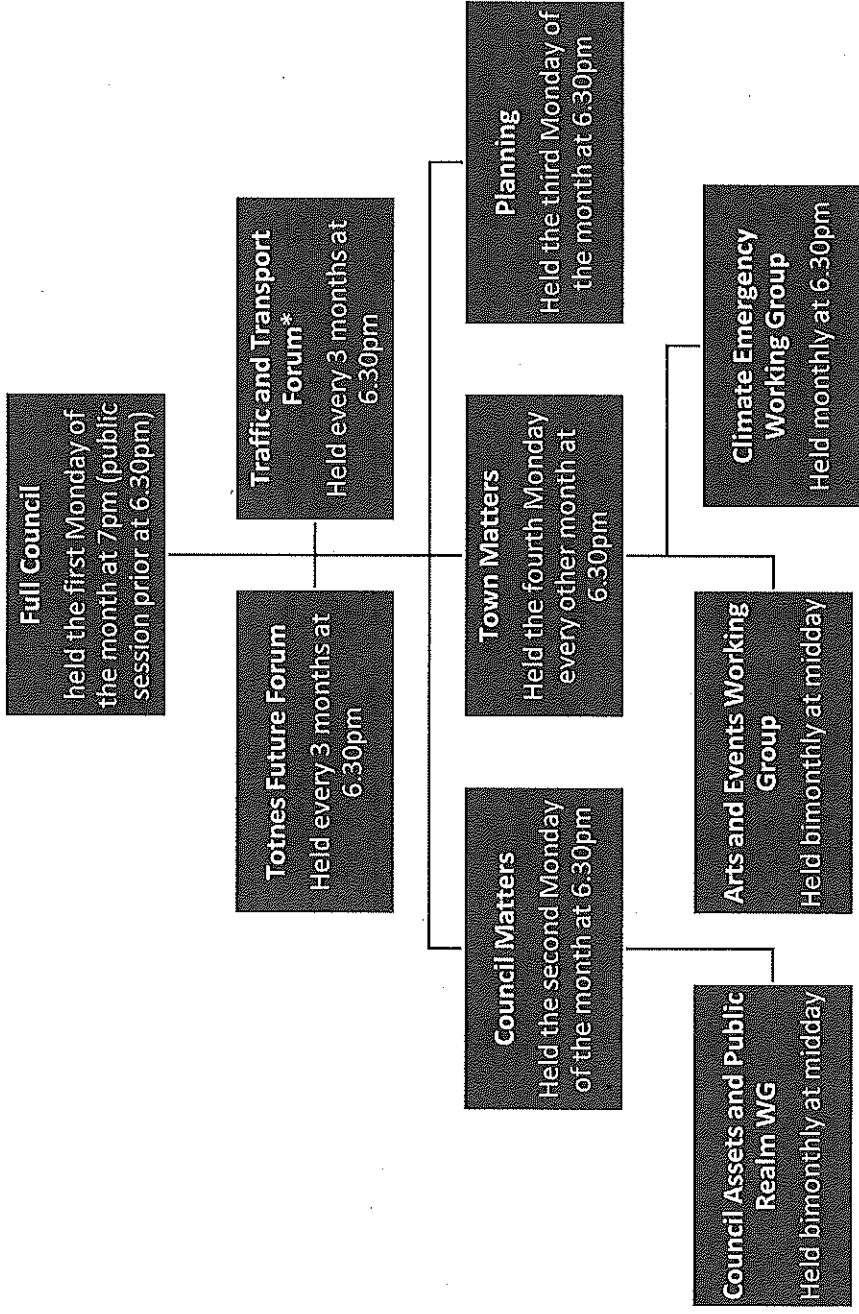 Full Council
held the first Monday of
the month at 7pm (public
session prior at 6.30pm)
Totnes Future Forum
Held every 3 months at
6.30pm
Traffic and Transport
Forum*
Held every 3 months at
6.30pm
Council Matters
Held the second Monday
of the month at 6.30pm
Town Matters
Held the fourth Monday
every other month at
6.30pm
Planning
Held the third Monday of
the month at 6.30pm
Council Assets and Public
Realm WG
Held bimonthly at midday
Arts and Events Working
Group
Held bimonthly at midday
Climate Emergency
Working Group
Held monthly at 6.30pm